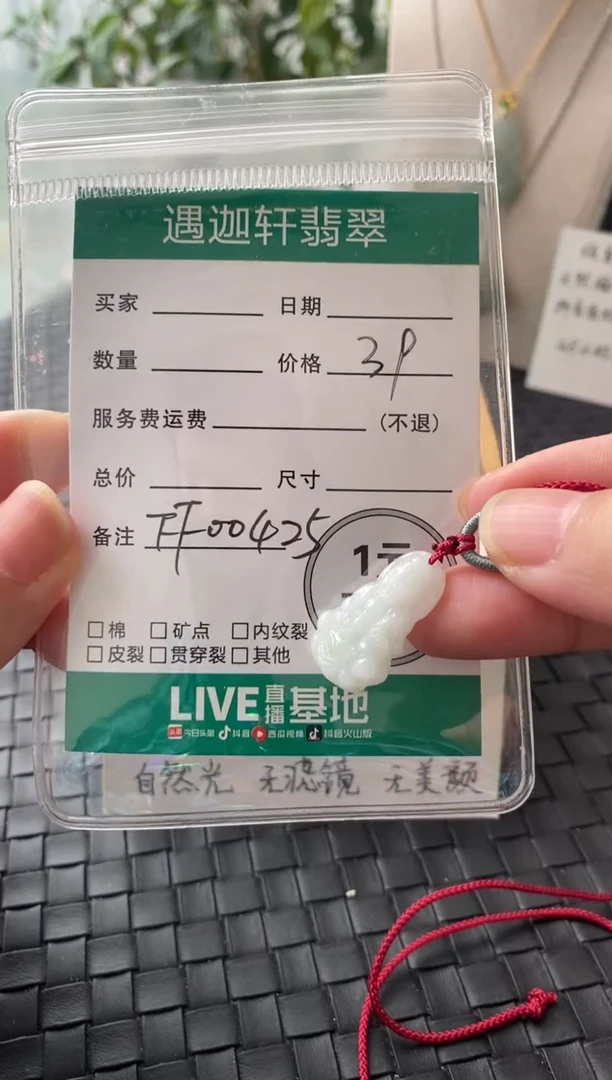 遇迦轩翡翠
买家 日期
数量 价格 39
服务费运费 (不退)
总价 尺寸
备注 FF00425
1元
□棉 □矿点 □内纹裂
□皮裂 □贯穿裂 □其他
LIVE直播基地
头条 今日头条 抖音 西瓜视频 抖音火山版
自然光 无滤镜 无美颜